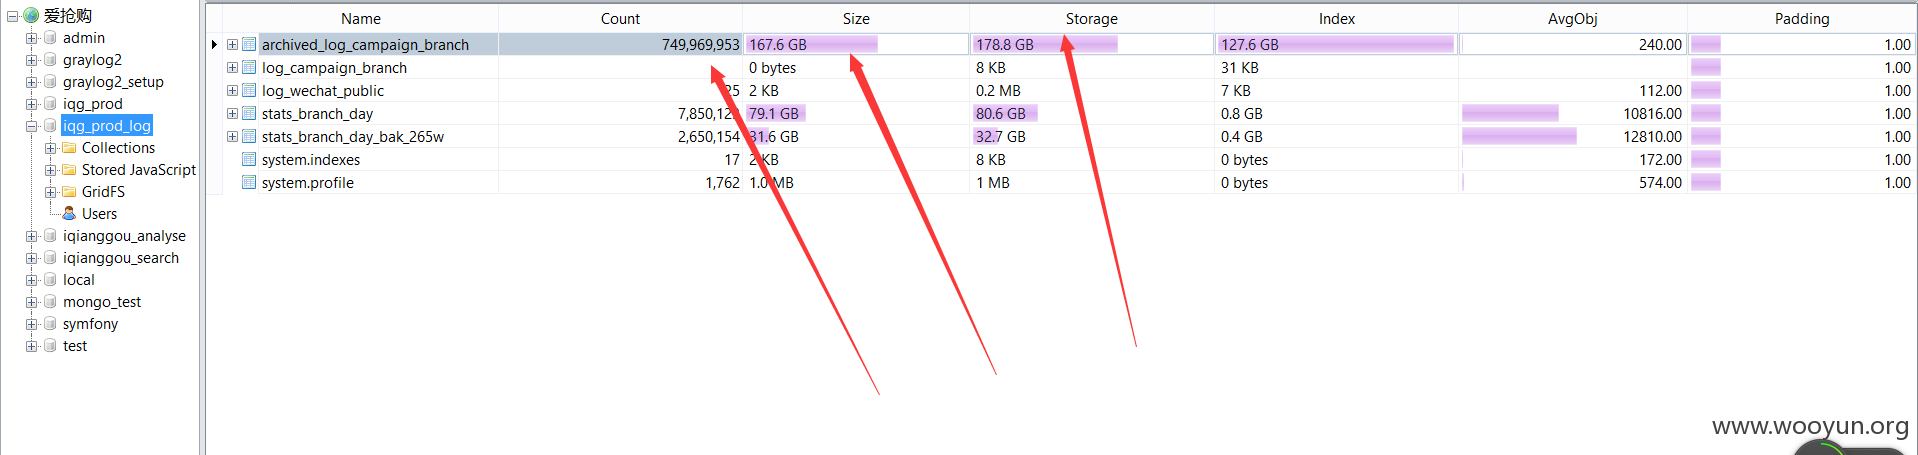 爱抢购
admin
graylog2
graylog2_setup
iqg_prod
iqg_prod_log
Collections
Stored JavaScript
GridFS
Users
iqianggou_analyse
iqianggou_search
local
mongo_test
symfony
test
Name Count Size Storage Index AvgObj Padding
archived_log_campaign_branch 749,969,953 167.6 GB 178.8 GB 127.6 GB 240.00 1.00
log_campaign_branch 0 bytes 8 KB 31 KB 1.00
log_wechat_public 2 KB 0.2 MB 7 KB 112.00 1.00
stats_branch_day 79.1 GB 80.6 GB 0.8 GB 10816.00 1.00
stats_branch_day_bak_265w 2,650,154 31.6 GB 32.7 GB 0.4 GB 12810.00 1.00
system.indexes 17 2 KB 8 KB 0 bytes 172.00 1.00
system.profile 1,762 1.0 MB 1 MB 0 bytes 574.00 1.00
www.wooyun.org